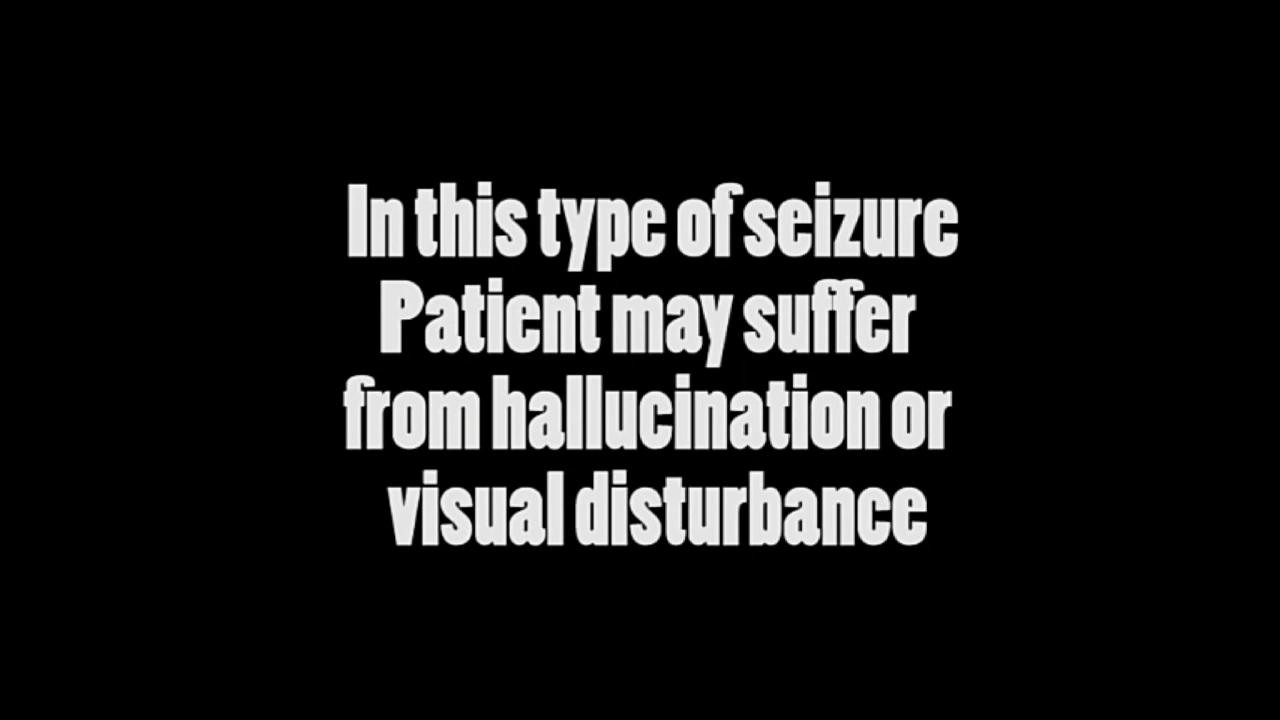 In this type of seizure
Patient may suffer
from hallucination or
visual disturbance